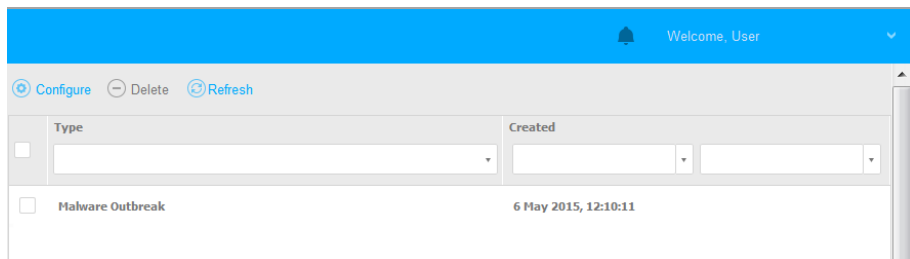 Welcome, User
Configure Delete Refresh
Type Created
Malware Outbreak 6 May 2015, 12:10:11